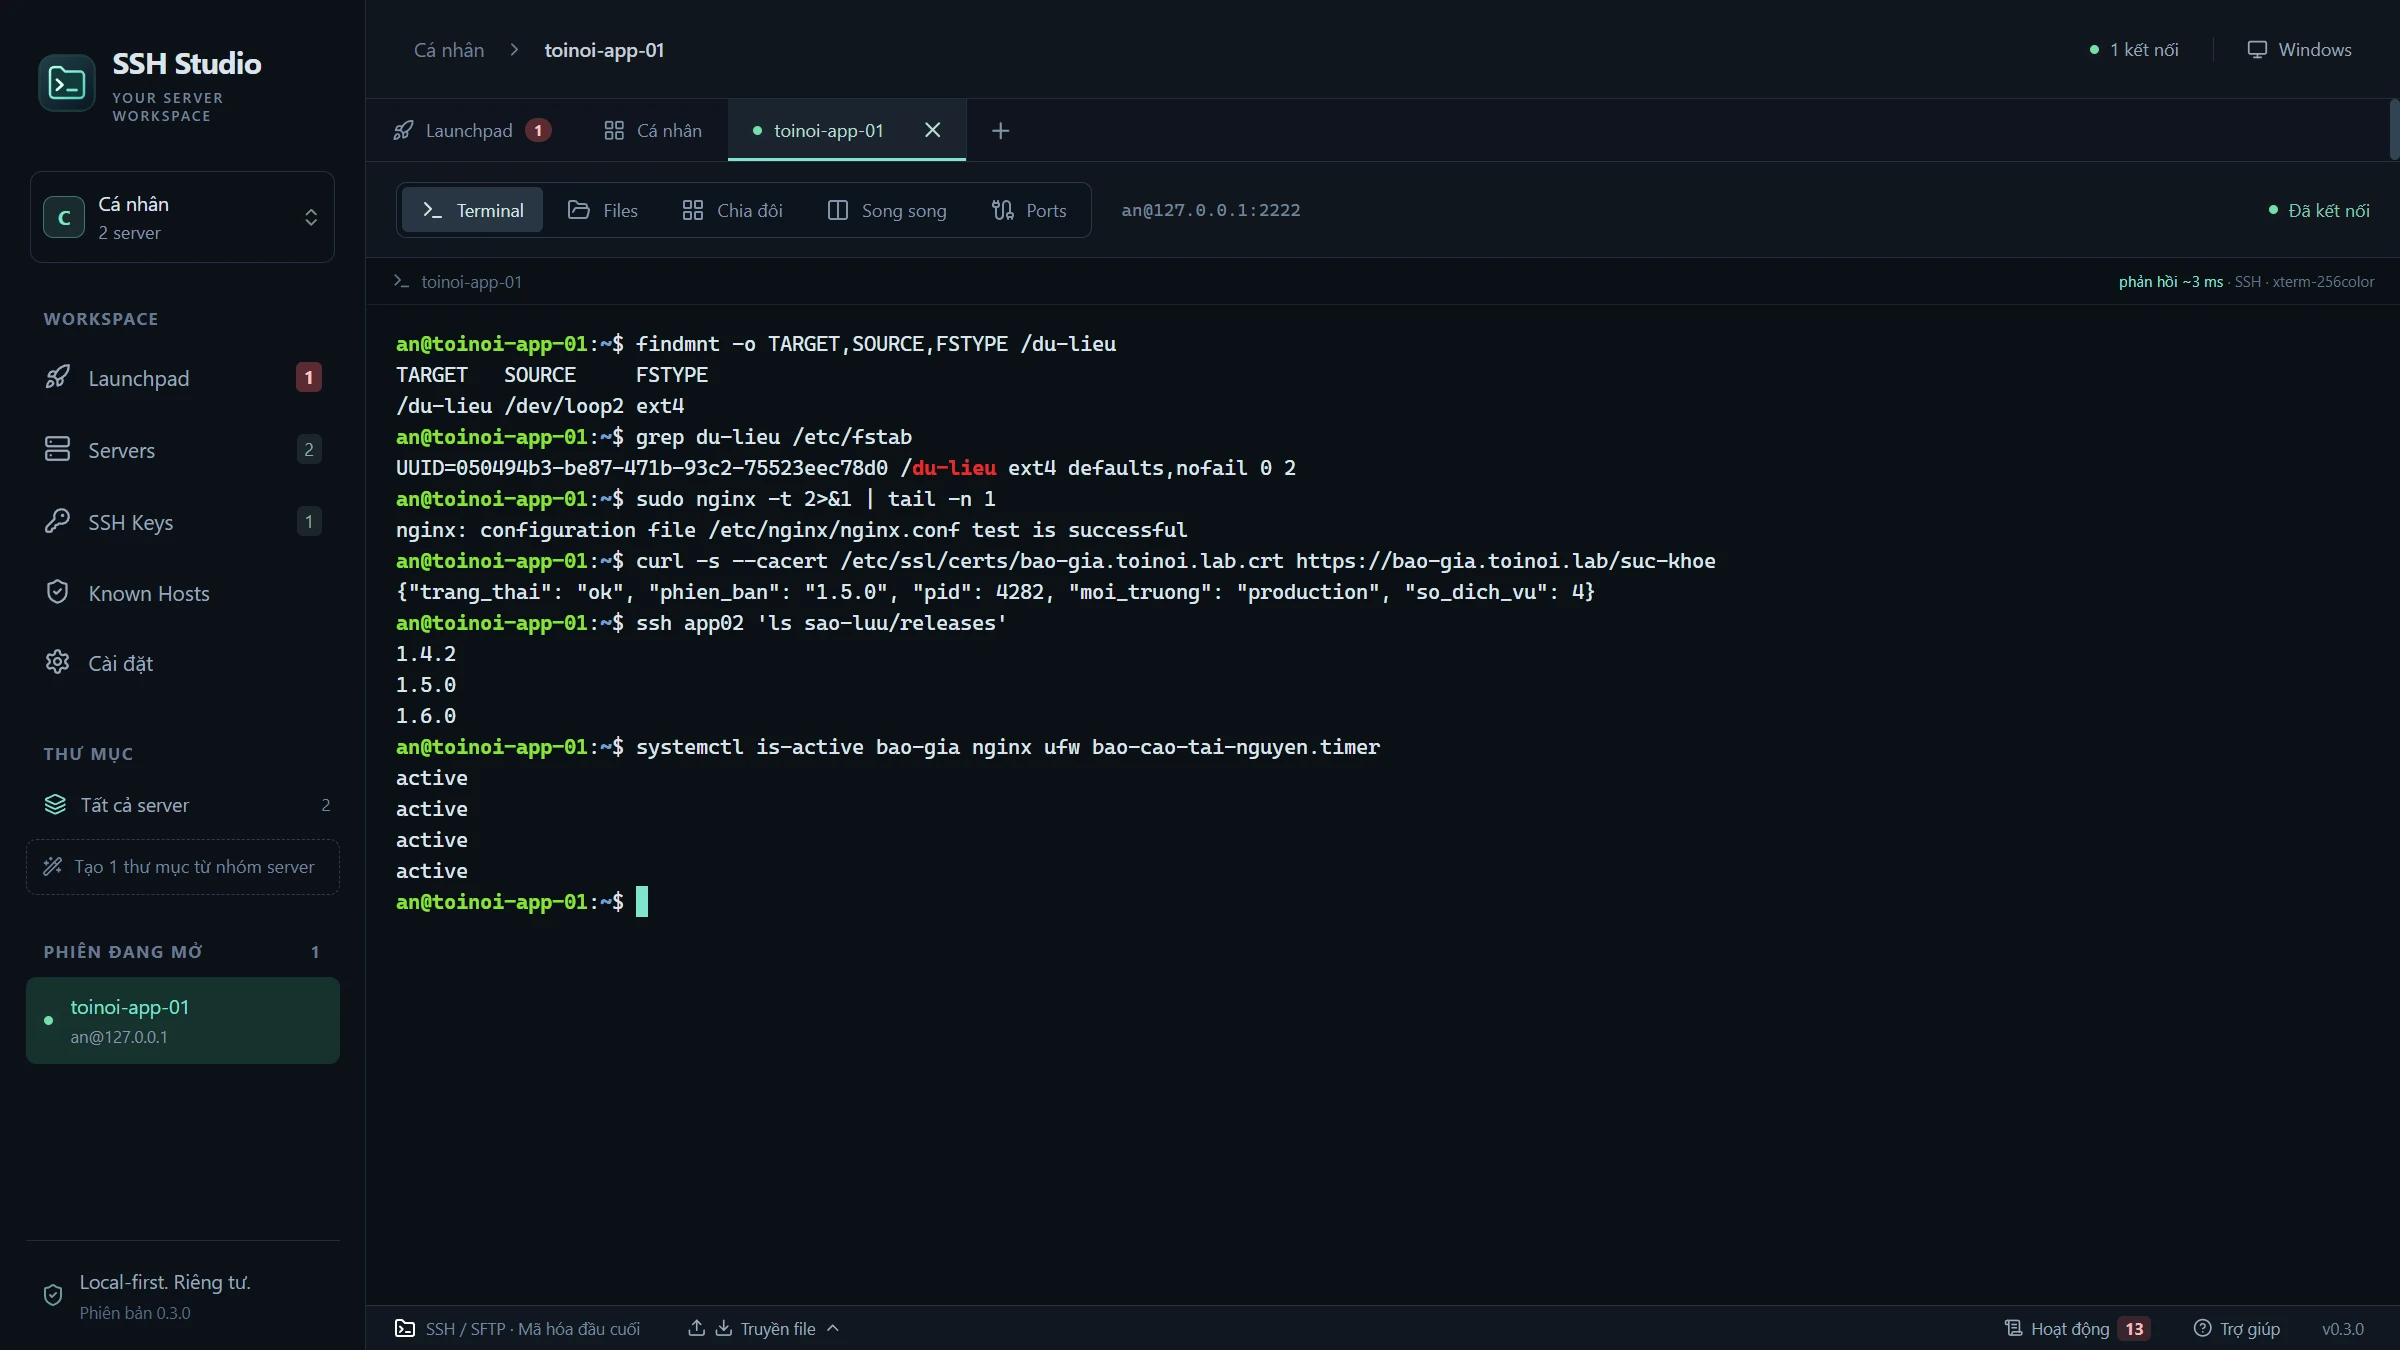 SSH Studio
YOUR SERVER
WORKSPACE
C
Cá nhân
2 server
WORKSPACE
Launchpad 1
Servers 2
SSH Keys 1
Known Hosts
Cài đặt
THƯ MỤC
Tất cả server 2
Tạo 1 thư mục từ nhóm server
PHIÊN ĐANG MỞ 1
toinoi-app-01
an@127.0.0.1
Local-first. Riêng tư.
Phiên bản 0.3.0
Cá nhân > toinoi-app-01
1 kết nối
Windows
Launchpad 1
Cá nhân
toinoi-app-01
Terminal
Files
Chia đôi
Song song
Ports
an@127.0.0.1:2222
Đã kết nối
toinoi-app-01
phản hồi ~3 ms · SSH · xterm-256color
an@toinoi-app-01:~$ findmnt -o TARGET,SOURCE,FSTYPE /du-lieu
TARGET   SOURCE     FSTYPE
/du-lieu /dev/loop2 ext4
an@toinoi-app-01:~$ grep du-lieu /etc/fstab
UUID=050494b3-be87-471b-93c2-75523eec78d0 /du-lieu ext4 defaults,nofail 0 2
an@toinoi-app-01:~$ sudo nginx -t 2>&1 | tail -n 1
nginx: configuration file /etc/nginx/nginx.conf test is successful
an@toinoi-app-01:~$ curl -s --cacert /etc/ssl/certs/bao-gia.toinoi.lab.crt https://bao-gia.toinoi.lab/suc-khoe
{"trang_thai": "ok", "phien_ban": "1.5.0", "pid": 4282, "moi_truong": "production", "so_dich_vu": 4}
an@toinoi-app-01:~$ ssh app02 'ls sao-luu/releases'
1.4.2
1.5.0
1.6.0
an@toinoi-app-01:~$ systemctl is-active bao-gia nginx ufw bao-cao-tai-nguyen.timer
active
active
active
active
an@toinoi-app-01:~$
SSH / SFTP · Mã hóa đầu cuối
Truyền file
Hoạt động 13
Trợ giúp
v0.3.0